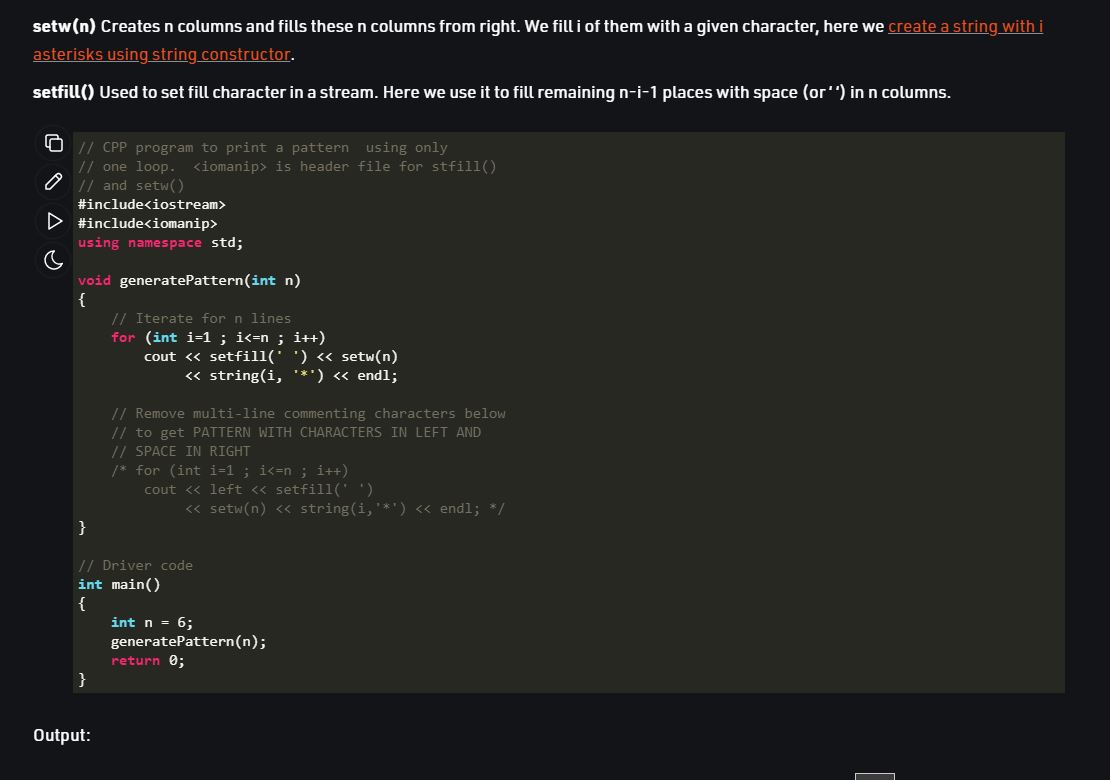 setw(n) Creates n columns and fills these n columns from right. We fill i of them with a given character, here we create a string with i
asterisks using string constructor.
setfill() Used to set fill character in a stream. Here we use it to fill remaining n-i-1 places with space (or ‘ ‘) in n columns.
// CPP program to print a pattern  using only
// one loop.  <iomanip> is header file for stfill()
// and setw()
#include<iostream>
#include<iomanip>
using namespace std;
void generatePattern(int n)
{
    // Iterate for n lines
    for (int i=1 ; i<=n ; i++)
        cout << setfill(' ') << setw(n)
             << string(i, '*') << endl;
    // Remove multi-line commenting characters below
    // to get PATTERN WITH CHARACTERS IN LEFT AND
    // SPACE IN RIGHT
    /* for (int i=1 ; i<=n ; i++)
        cout << left << setfill(' ')
             << setw(n) << string(i,'*') << endl; */
}
// Driver code
int main()
{
    int n = 6;
    generatePattern(n);
    return 0;
}
Output: